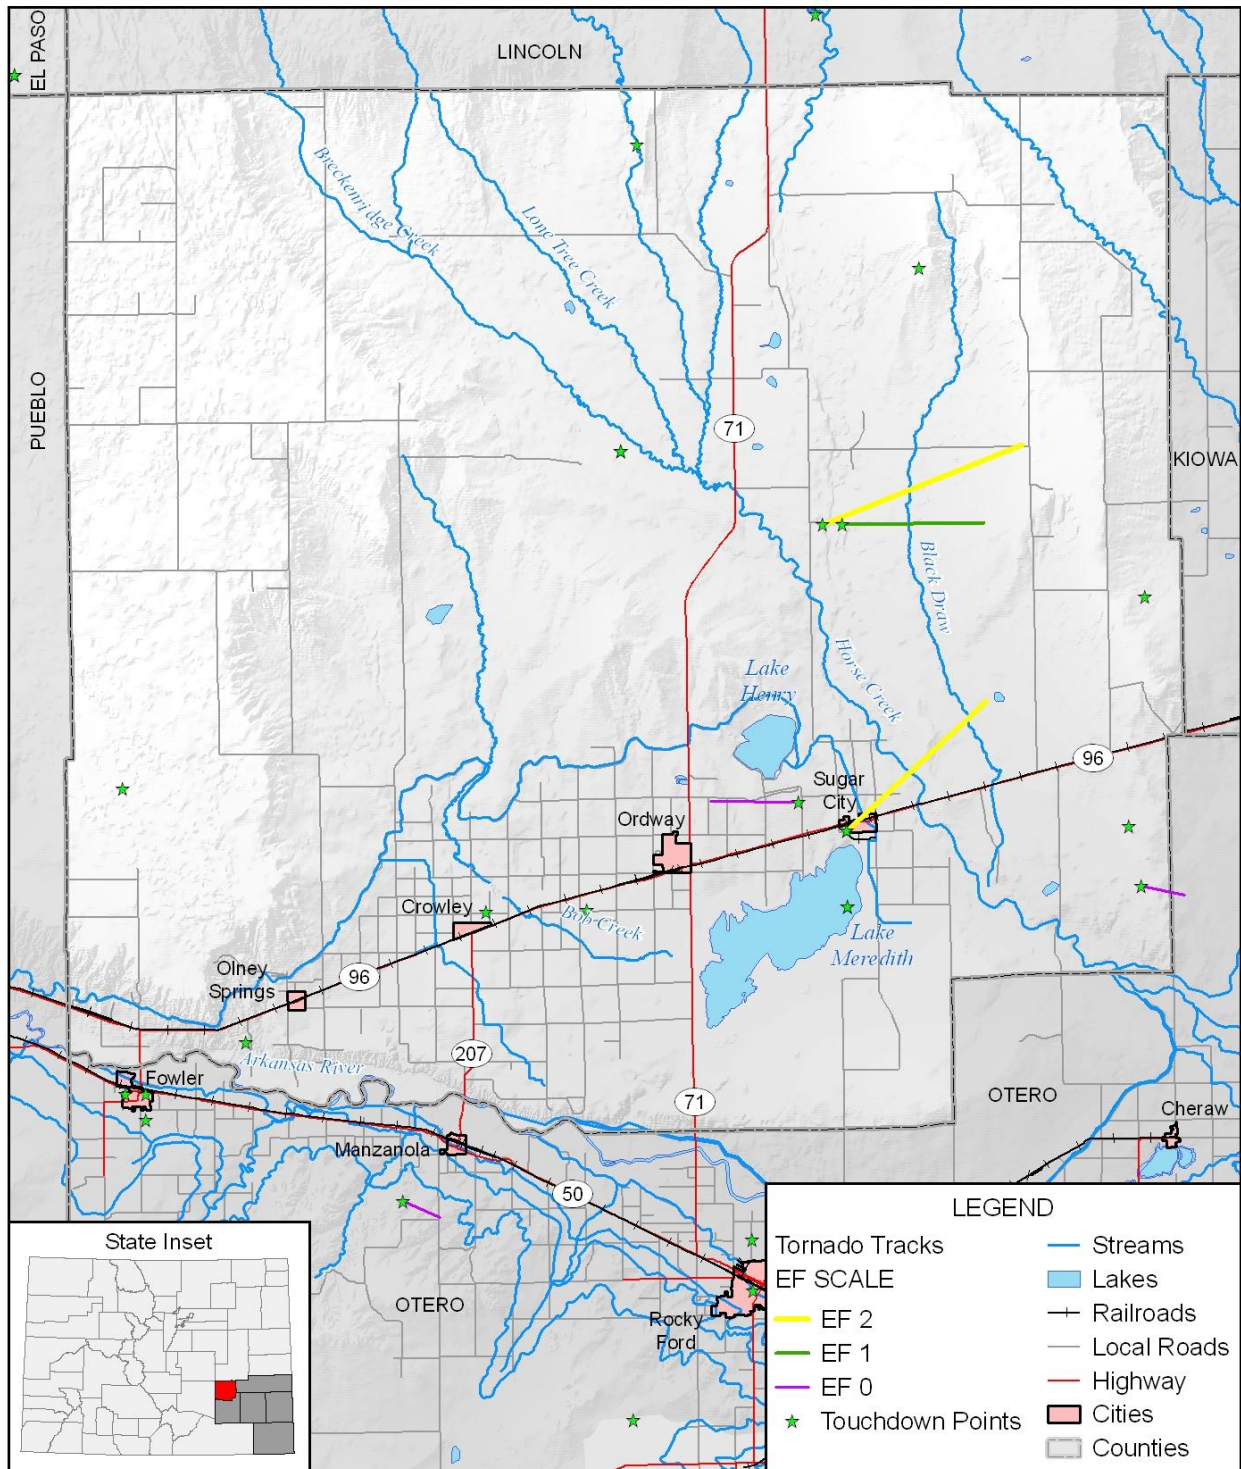 EL PASO
LINCOLN
Breckenridge Creek
Lone Tree Creek
PUEBLO
71
KIOWA
Black Draw
Horse Creek
Lake
Henry
96
Sugar
City
Ordway
Crowley
Bob Creek
Lake
Meredith
Olney
Springs
96
207
Arkansas River
Fowler
71
OTERO
Cheraw
Manzanola
50
OTERO
Rocky
Ford
State Inset
LEGEND
Tornado Tracks
EF SCALE
EF 2
EF 1
EF 0
Touchdown Points
Streams
Lakes
Railroads
Local Roads
Highway
Cities
Counties